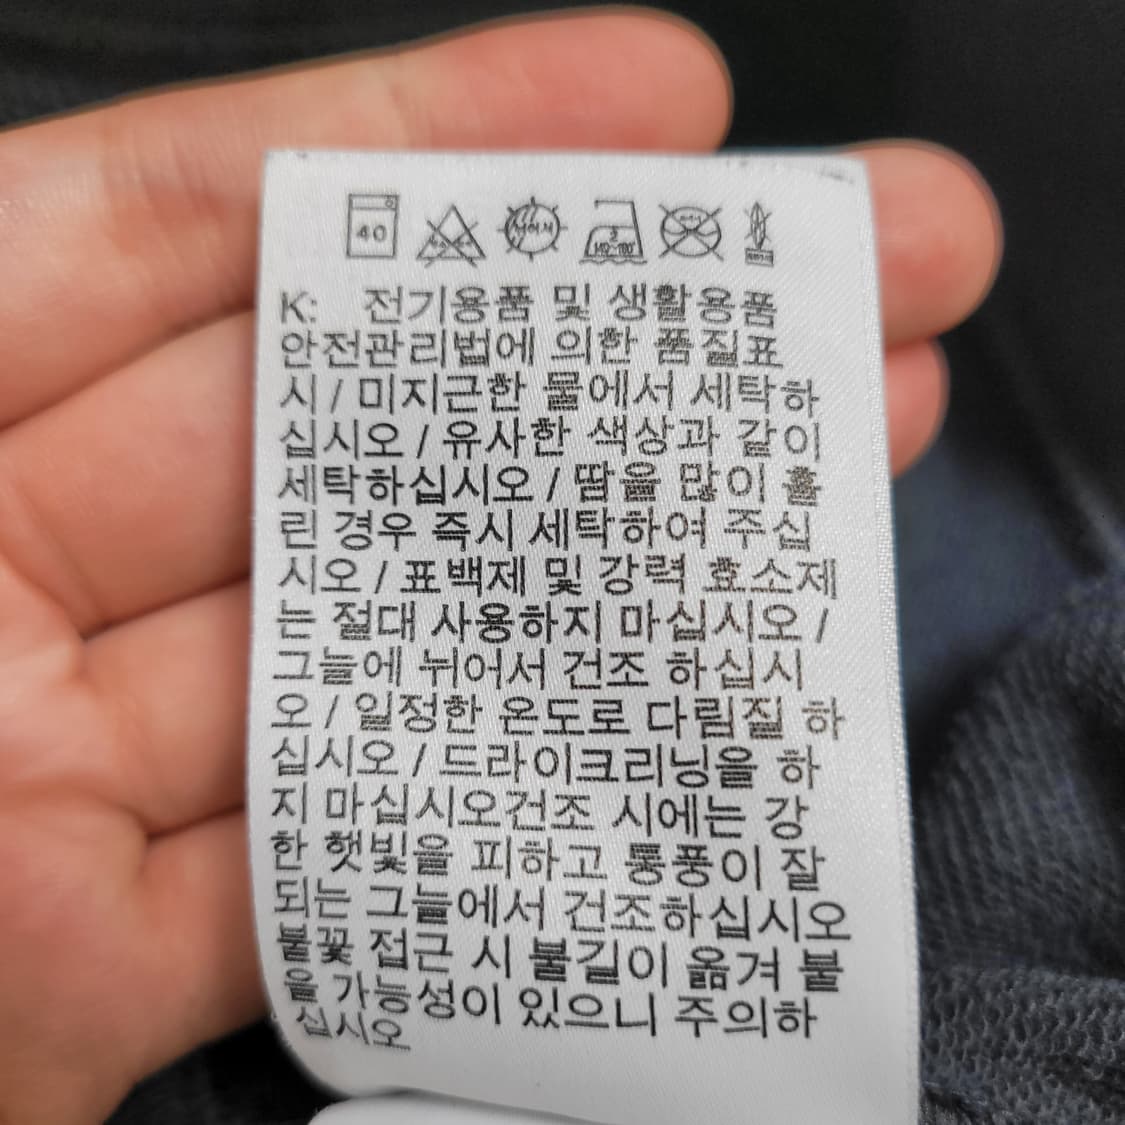 40
K: 전기용품 및 생활용품
안전관리법에 의한 품질표
시 / 미지근한 물에서 세탁하
십시오 / 유사한 색상과 같이
세탁하십시오 / 땀을 많이 흘
린 경우 즉시 세탁하여 주십
시오 / 표백제 및 강력 효소제
는 절대 사용하지 마십시오 /
그늘에 뉘어서 건조 하십시
오 / 일정한 온도로 다림질 하
십시오 / 드라이크리닝을 하
지 마십시오건조 시에는 강
한 햇빛을 피하고 통풍이 잘
되는 그늘에서 건조하십시오
불꽃 접근 시 불길이 옮겨 붙
을 가능성이 있으니 주의하
십시오